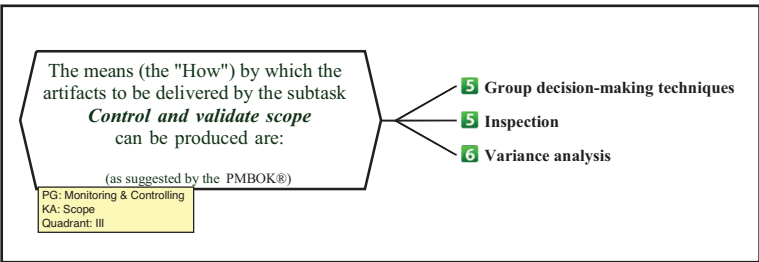 The means (the "How") by which the
artifacts to be delivered by the subtask
Control and validate scope
can be produced are:
(as suggested by the PMBOK®)
PG: Monitoring & Controlling
KA: Scope
Quadrant: III
5 Group decision-making techniques
5 Inspection
6 Variance analysis